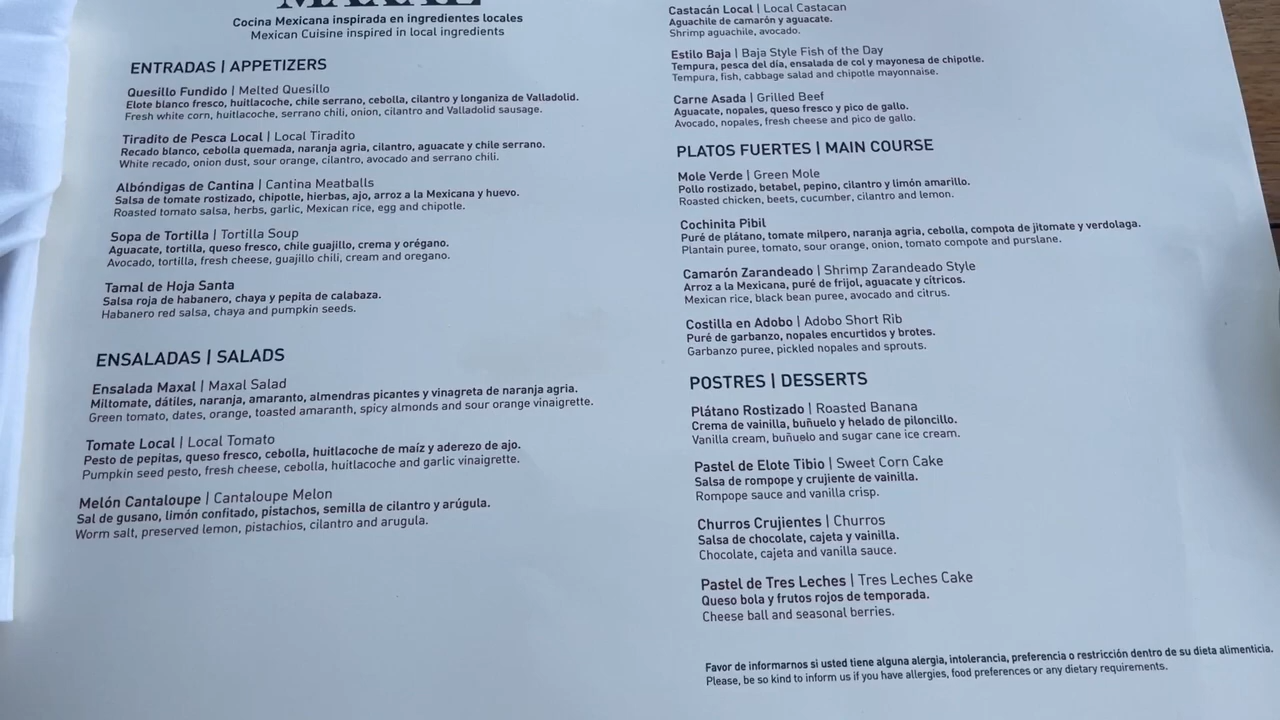 Cocina Mexicana inspirada en ingredientes locales
Mexican Cuisine inspired in local ingredients
ENTRADAS | APPETIZERS
Quesillo Fundido | Melted Quesillo
Elote blanco fresco, huitlacoche, chile serrano, cebolla, cilantro y longaniza de Valladolid.
Fresh white corn, huitlacoche, serrano chili, onion, cilantro and Valladolid sausage.
Tiradito de Pesca Local | Local Tiradito
Recado blanco, cebolla quemada, naranja agria, cilantro, aguacate y chile serrano.
White recado, onion dust, sour orange, cilantro, avocado and serrano chili.
Albóndigas de Cantina | Cantina Meatballs
Salsa de tomate rostizado, chipotle, hierbas, ajo, arroz a la Mexicana y huevo.
Roasted tomato salsa, herbs, garlic, Mexican rice, egg and chipotle.
Sopa de Tortilla | Tortilla Soup
Aguacate, tortilla, queso fresco, chile guajillo, crema y orégano.
Avocado, tortilla, fresh cheese, guajillo chili, cream and oregano.
Tamal de Hoja Santa
Salsa roja de habanero, chaya y pepita de calabaza.
Habanero red salsa, chaya and pumpkin seeds.
ENSALADAS | SALADS
Ensalada Maxal | Maxal Salad
Miltomate, dátiles, naranja, amaranto, almendras picantes y vinagreta de naranja agria.
Green tomato, dates, orange, toasted amaranth, spicy almonds and sour orange vinaigrette.
Tomate Local | Local Tomato
Pesto de pepitas, queso fresco, cebolla, huitlacoche de maíz y aderezo de ajo.
Pumpkin seed pesto, fresh cheese, cebolla, huitlacoche and garlic vinaigrette.
Melón Cantaloupe | Cantaloupe Melon
Sal de gusano, limón confitado, pistachos, semilla de cilantro y arúgula.
Worm salt, preserved lemon, pistachios, cilantro and arugula.
Castacán Local | Local Castacan
Aguachile de camarón y aguacate.
Shrimp aguachile, avocado.
Estilo Baja | Baja Style Fish of the Day
Tempura, pesca del día, ensalada de col y mayonesa de chipotle.
Tempura, fish, cabbage salad and chipotle mayonnaise.
Carne Asada | Grilled Beef
Aguacate, nopales, queso fresco y pico de gallo.
Avocado, nopales, fresh cheese and pico de gallo.
PLATOS FUERTES | MAIN COURSE
Mole Verde | Green Mole
Pollo rostizado, betabel, pepino, cilantro y limón amarillo.
Roasted chicken, beets, cucumber, cilantro and lemon.
Cochinita Pibil
Puré de plátano, tomate milpero, naranja agria, cebolla, compota de jitomate y verdolaga.
Plantain puree, tomato, sour orange, onion, tomato compote and purslane.
Camarón Zarandeado | Shrimp Zarandeado Style
Arroz a la Mexicana, puré de frijol, aguacate y cítricos.
Mexican rice, black bean puree, avocado and citrus.
Costilla en Adobo | Adobo Short Rib
Puré de garbanzo, nopales encurtidos y brotes.
Garbanzo puree, pickled nopales and sprouts.
POSTRES | DESSERTS
Plátano Rostizado | Roasted Banana
Crema de vainilla, buñuelo y helado de piloncillo.
Vanilla cream, buñuelo and sugar cane ice cream.
Pastel de Elote Tibio | Sweet Corn Cake
Salsa de rompope y crujiente de vainilla.
Rompope sauce and vanilla crisp.
Churros Crujientes | Churros
Salsa de chocolate, cajeta y vainilla.
Chocolate, cajeta and vanilla sauce.
Pastel de Tres Leches | Tres Leches Cake
Queso bola y frutos rojos de temporada.
Cheese ball and seasonal berries.
Favor de informarnos si usted tiene alguna alergia, intolerancia, preferencia o restricción dentro de su dieta alimenticia.
Please, be so kind to inform us if you have allergies, food preferences or any dietary requirements.